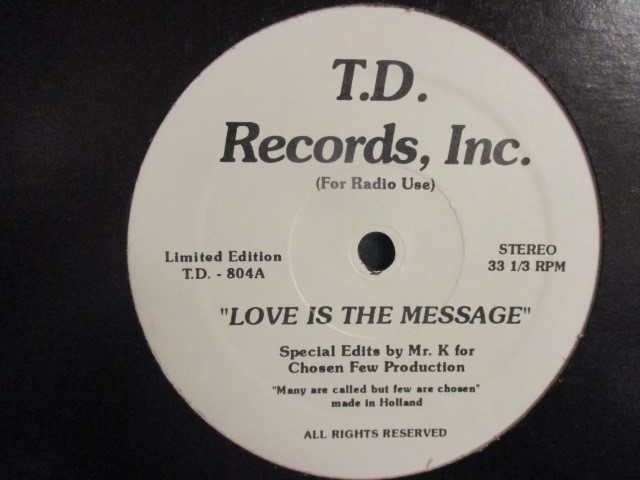 T.D.
Records, Inc.
(For Radio Use)
Limited Edition
T.D. - 804A
STEREO
33 1/3 RPM
"LOVE IS THE MESSAGE"
Special Edits by Mr. K for
Chosen Few Production
"Many are called but few are chosen"
made in Holland
ALL RIGHTS RESERVED